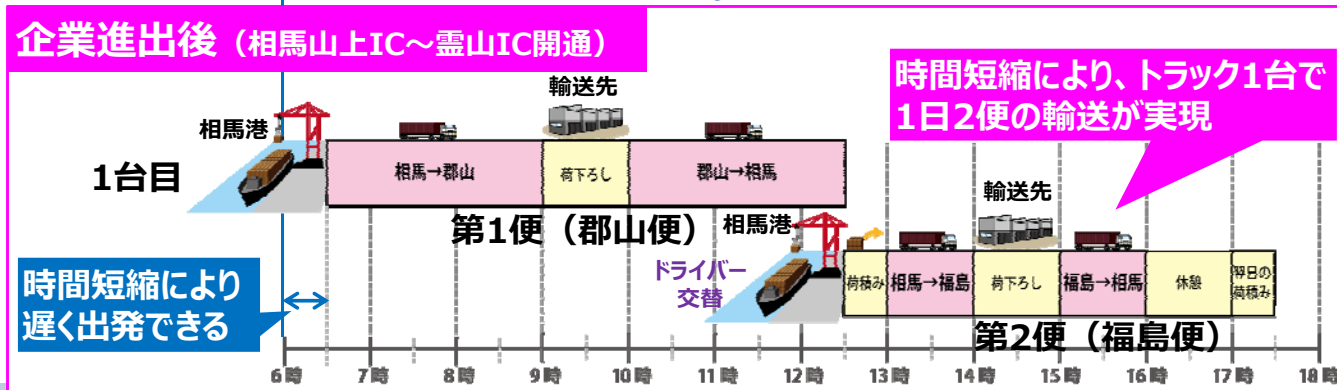 企業進出後（相馬山上IC～霊山IC開通）
時間短縮により、トラック1台で
1日2便の輸送が実現
輸送先
相馬港
1台目
相馬→郡山
荷下ろし
郡山→相馬
第1便（郡山便）
相馬港
輸送先
ドライバー
交替
荷積み
相馬→福島
荷下ろし
福島→相馬
休憩
翌日の
荷積み
時間短縮により
遅く出発できる
第2便（福島便）
6時 7時 8時 9時 10時 11時 12時 13時 14時 15時 16時 17時 18時